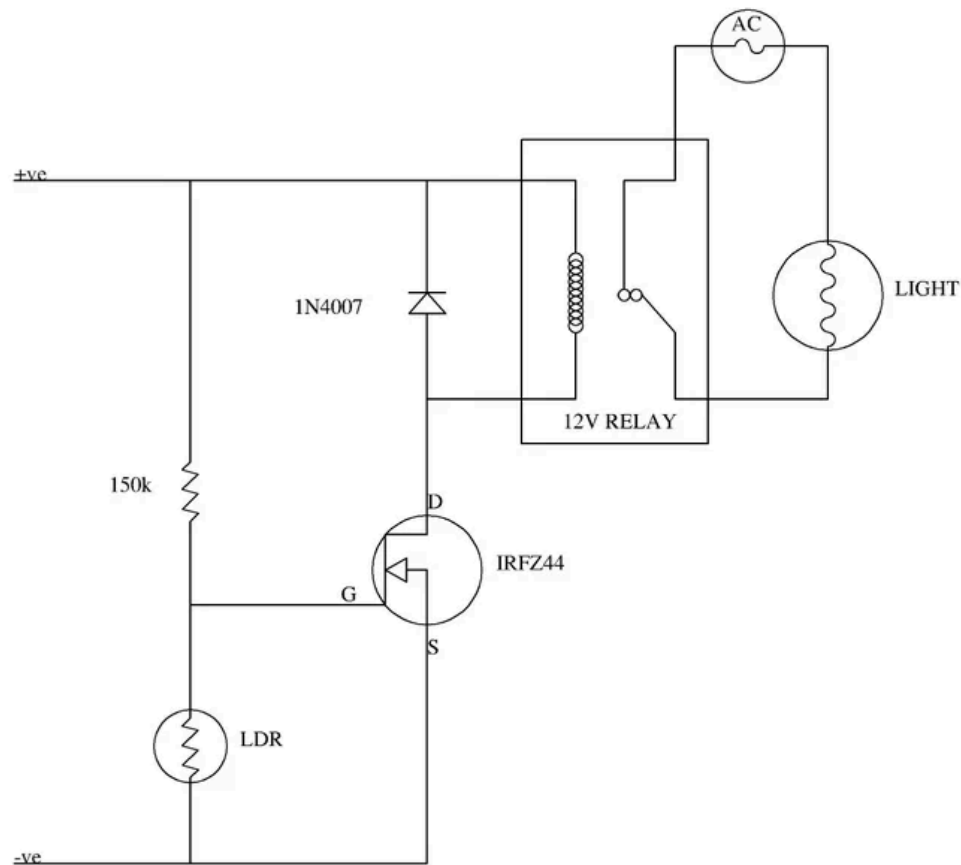 AC
+ve
1N4007
LIGHT
12V RELAY
150k
D
IRFZ44
G
S
LDR
-ve